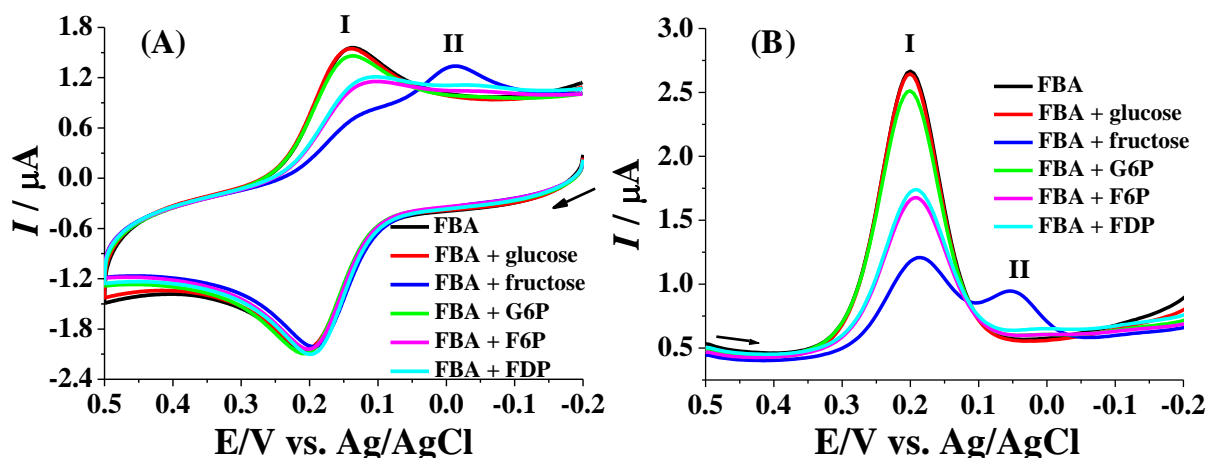 (A)
I
II
1.8
1.2
0.6
0.0
-0.6
-1.2
-1.8
-2.4
I / µA
FBA
FBA + glucose
FBA + fructose
FBA + G6P
FBA + F6P
FBA + FDP
0.5 0.4 0.3 0.2 0.1 0.0 -0.1 -0.2
E/V vs. Ag/AgCl
(B)
I
II
3.0
2.5
2.0
1.5
1.0
0.5
I / µA
FBA
FBA + glucose
FBA + fructose
FBA + G6P
FBA + F6P
FBA + FDP
0.5 0.4 0.3 0.2 0.1 0.0 -0.1 -0.2
E/V vs. Ag/AgCl